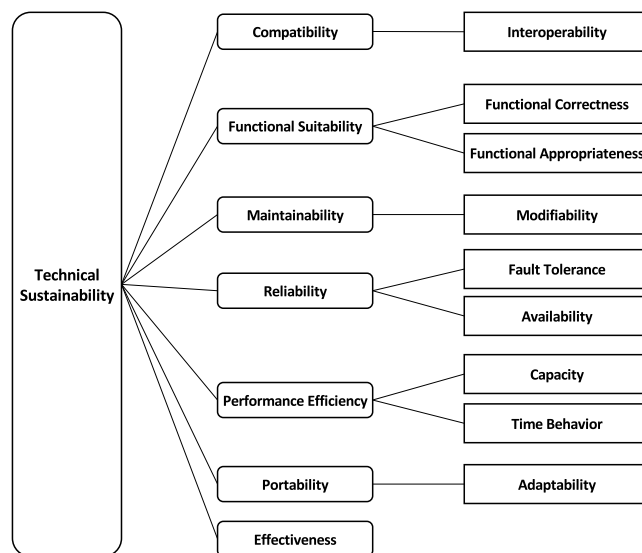 Technical
Sustainability
Compatibility
Interoperability
Functional Suitability
Functional Correctness
Functional Appropriateness
Maintainability
Modifiability
Reliability
Fault Tolerance
Availability
Performance Efficiency
Capacity
Time Behavior
Portability
Adaptability
Effectiveness